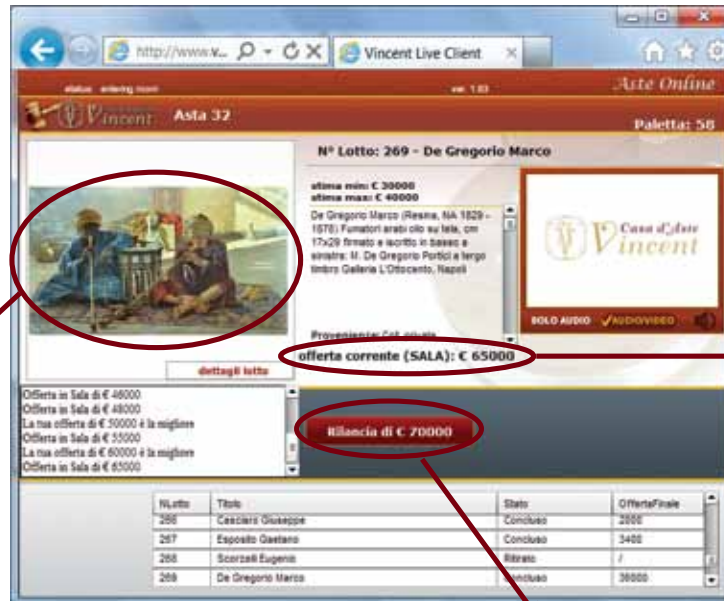 http://www.v...
Vincent Live Client
status entering room
ver. 1.03
Aste Online
Vincent
Asta 32
Paletta: 58
N° Lotto: 269 - De Gregorio Marco
stima min: € 30000
stima max: € 40000
De Gregorio Marco (Resina, NA 1829 -
1876) Fumatori arabi olio su tela, cm
17x29 firmato e iscritto in basso a
sinistra: M. De Gregorio Portici a tergo
timbro Galleria L'Ottocento, Napoli
Provenienza: Coll. privata
Casa d'Aste
Vincent
SOLO AUDIO
AUDIO/VIDEO
offerta corrente (SALA): € 65000
dettagli lotto
Offerta in Sala di € 46000
Offerta in Sala di € 48000
La tua offerta di € 50000 è la migliore
Offerta in Sala di € 55000
La tua offerta di € 60000 è la migliore
Offerta in Sala di € 65000
Rilancia di € 70000
N.Lotto Titolo Stato OffertaFinale
266 Casciaro Giuseppe Concluso 2800
267 Esposito Gaetano Concluso 3400
268 Scorzelli Eugenio Ritirato /
269 De Gregorio Marco Concluso 36000